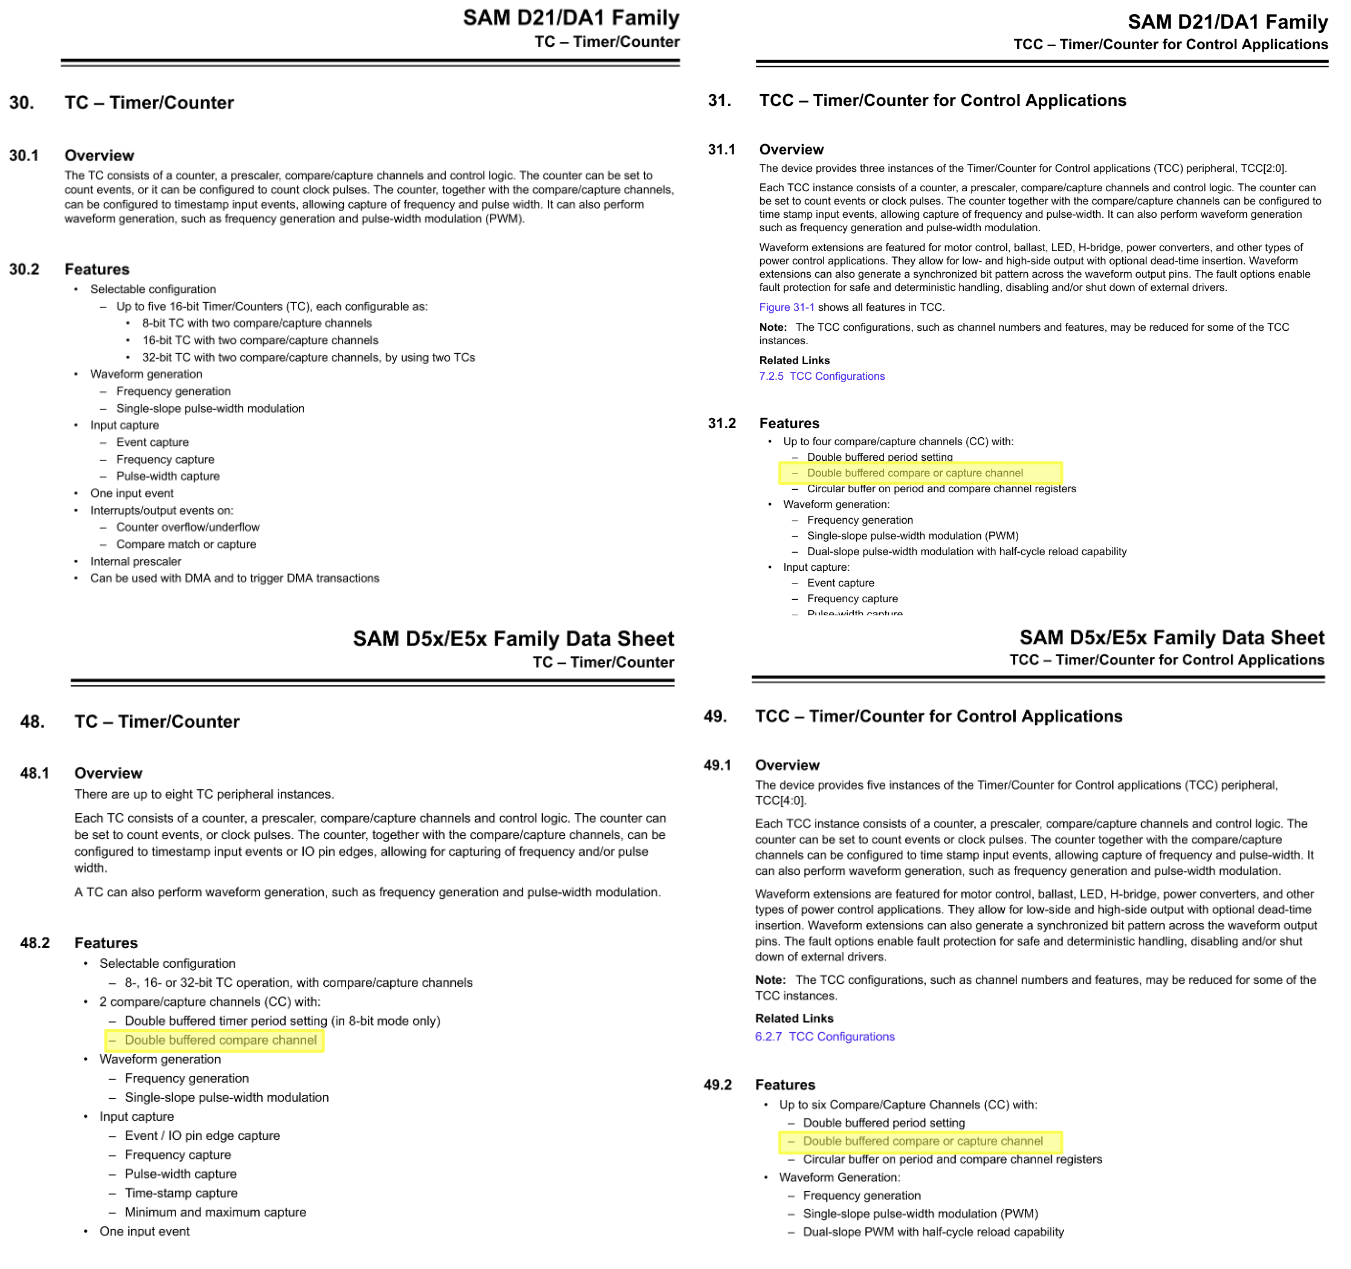 SAM D21/DA1 Family
TC – Timer/Counter
30. TC – Timer/Counter
30.1 Overview
The TC consists of a counter, a prescaler, compare/capture channels and control logic. The counter can be set to
count events, or it can be configured to count clock pulses. The counter, together with the compare/capture channels,
can be configured to timestamp input events, allowing capture of frequency and pulse width. It can also perform
waveform generation, such as frequency generation and pulse-width modulation (PWM).
30.2 Features
• Selectable configuration
– Up to five 16-bit Timer/Counters (TC), each configurable as:
• 8-bit TC with two compare/capture channels
• 16-bit TC with two compare/capture channels
• 32-bit TC with two compare/capture channels, by using two TCs
• Waveform generation
– Frequency generation
– Single-slope pulse-width modulation
• Input capture
– Event capture
– Frequency capture
– Pulse-width capture
• One input event
• Interrupts/output events on:
– Counter overflow/underflow
– Compare match or capture
• Internal prescaler
• Can be used with DMA and to trigger DMA transactions
SAM D21/DA1 Family
TCC – Timer/Counter for Control Applications
31. TCC – Timer/Counter for Control Applications
31.1 Overview
The device provides three instances of the Timer/Counter for Control applications (TCC) peripheral, TCC[2:0].
Each TCC instance consists of a counter, a prescaler, compare/capture channels and control logic. The counter can
be set to count events or clock pulses. The counter together with the compare/capture channels can be configured to
time stamp input events, allowing capture of frequency and pulse-width. It can also perform waveform generation
such as frequency generation and pulse-width modulation.
Waveform extensions are featured for motor control, ballast, LED, H-bridge, power converters, and other types of
power control applications. They allow for low- and high-side output with optional dead-time insertion. Waveform
extensions can also generate a synchronized bit pattern across the waveform output pins. The fault options enable
fault protection for safe and deterministic handling, disabling and/or shut down of external drivers.
Figure 31-1 shows all features in TCC.
Note: The TCC configurations, such as channel numbers and features, may be reduced for some of the TCC
instances.
Related Links
7.2.5 TCC Configurations
31.2 Features
• Up to four compare/capture channels (CC) with:
– Double buffered period setting
– Double buffered compare or capture channel
– Circular buffer on period and compare channel registers
• Waveform generation:
– Frequency generation
– Single-slope pulse-width modulation (PWM)
– Dual-slope pulse-width modulation with half-cycle reload capability
• Input capture:
– Event capture
– Frequency capture
– Pulse-width capture
SAM D5x/E5x Family Data Sheet
TC – Timer/Counter
48. TC – Timer/Counter
48.1 Overview
There are up to eight TC peripheral instances.
Each TC consists of a counter, a prescaler, compare/capture channels and control logic. The counter can
be set to count events, or clock pulses. The counter, together with the compare/capture channels, can be
configured to timestamp input events or IO pin edges, allowing for capturing of frequency and/or pulse
width.
A TC can also perform waveform generation, such as frequency generation and pulse-width modulation.
48.2 Features
• Selectable configuration
– 8-, 16- or 32-bit TC operation, with compare/capture channels
• 2 compare/capture channels (CC) with:
– Double buffered timer period setting (in 8-bit mode only)
– Double buffered compare channel
• Waveform generation
– Frequency generation
– Single-slope pulse-width modulation
• Input capture
– Event / IO pin edge capture
– Frequency capture
– Pulse-width capture
– Time-stamp capture
– Minimum and maximum capture
• One input event
SAM D5x/E5x Family Data Sheet
TCC – Timer/Counter for Control Applications
49. TCC – Timer/Counter for Control Applications
49.1 Overview
The device provides five instances of the Timer/Counter for Control applications (TCC) peripheral,
TCC[4:0].
Each TCC instance consists of a counter, a prescaler, compare/capture channels and control logic. The
counter can be set to count events or clock pulses. The counter together with the compare/capture
channels can be configured to time stamp input events, allowing capture of frequency and pulse-width. It
can also perform waveform generation such as frequency generation and pulse-width modulation.
Waveform extensions are featured for motor control, ballast, LED, H-bridge, power converters, and other
types of power control applications. They allow for low-side and high-side output with optional dead-time
insertion. Waveform extensions can also generate a synchronized bit pattern across the waveform output
pins. The fault options enable fault protection for safe and deterministic handling, disabling and/or shut
down of external drivers.
Note: The TCC configurations, such as channel numbers and features, may be reduced for some of the
TCC instances.
Related Links
6.2.7 TCC Configurations
49.2 Features
• Up to six Compare/Capture Channels (CC) with:
– Double buffered period setting
– Double buffered compare or capture channel
– Circular buffer on period and compare channel registers
• Waveform Generation:
– Frequency generation
– Single-slope pulse-width modulation (PWM)
– Dual-slope PWM with half-cycle reload capability